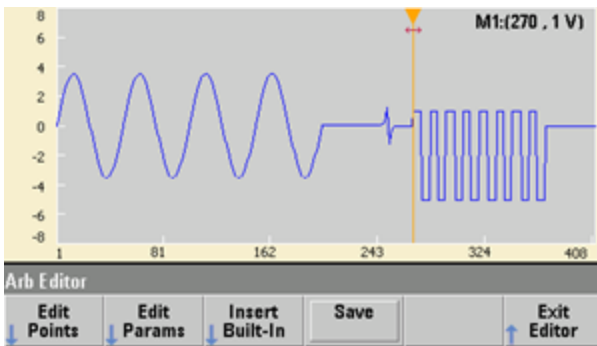 8
M1:(270 , 1 V)
6
4
2
0
-2
-4
-6
-8
1 81 162 243 324 408
Arb Editor
Edit Points
Edit Params
Insert Built-In
Save
Exit Editor